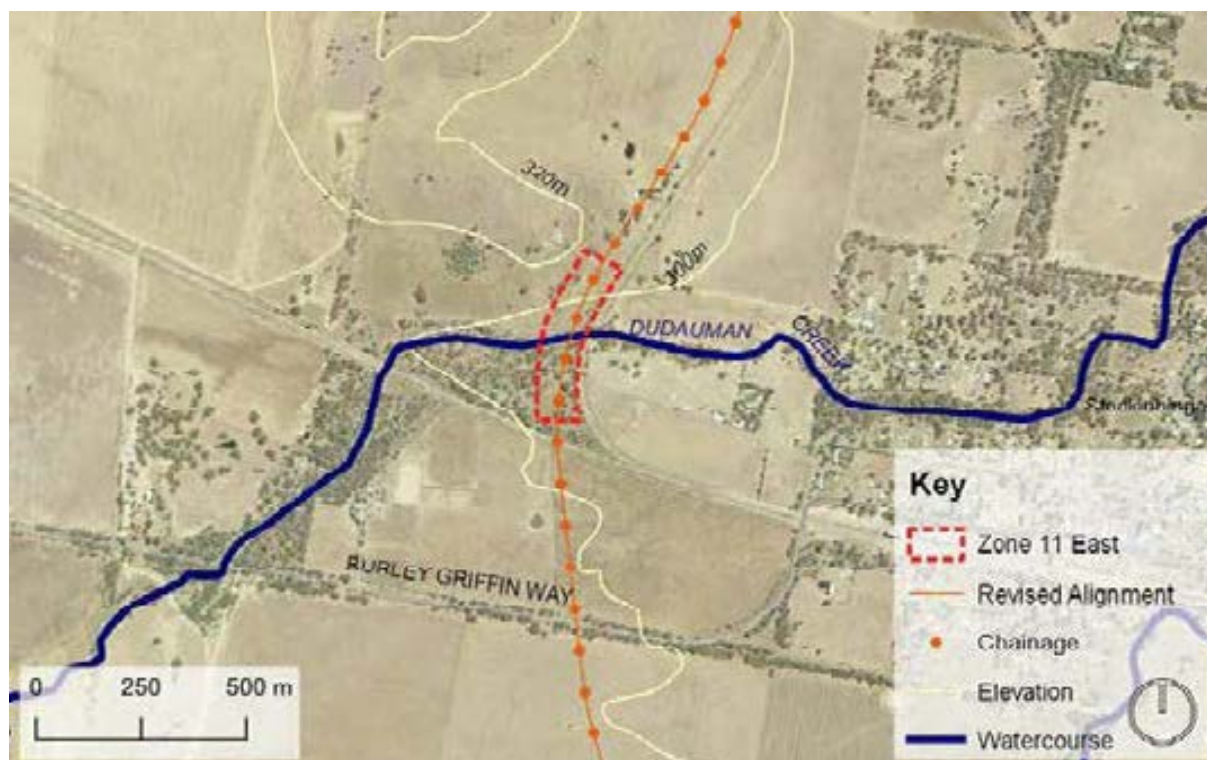 320m
300m
DUDAUMAN CREEK
BURLEY GRIFFIN WAY
Key
Zone 11 East
Revised Alignment
Chainage
Elevation
Watercourse
0 250 500 m